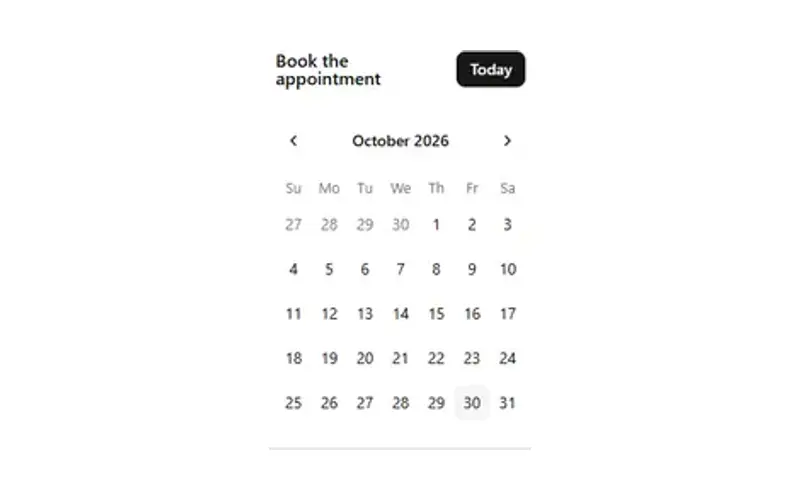 Book the
appointment
Today
October 2026
Su Mo Tu We Th Fr Sa
27 28 29 30 1 2 3
4 5 6 7 8 9 10
11 12 13 14 15 16 17
18 19 20 21 22 23 24
25 26 27 28 29 30 31